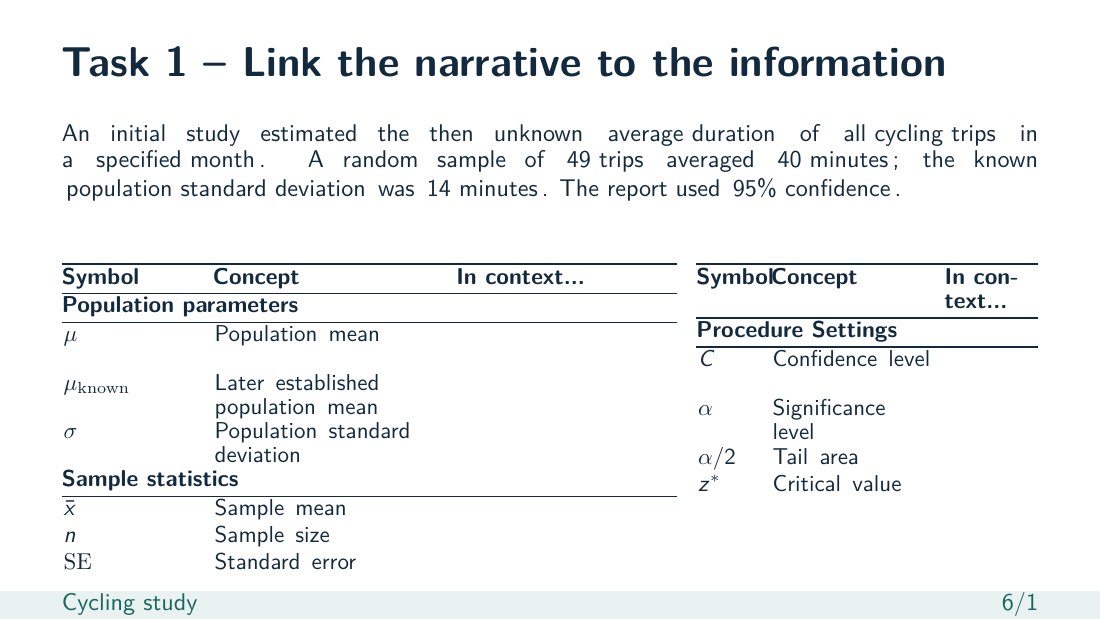 Task 1 – Link the narrative to the information
An initial study estimated the then unknown average duration of all cycling trips in
a specified month. A random sample of 49 trips averaged 40 minutes; the known
population standard deviation was 14 minutes. The report used 95% confidence.
Symbol Concept In context...
Population parameters
μ Population mean
μ_known Later established
population mean
σ Population standard
deviation
Sample statistics
x̄ Sample mean
n Sample size
SE Standard error
Symbol Concept In con-
text...
Procedure Settings
C Confidence level
α Significance
level
α/2 Tail area
z* Critical value
Cycling study 6/1